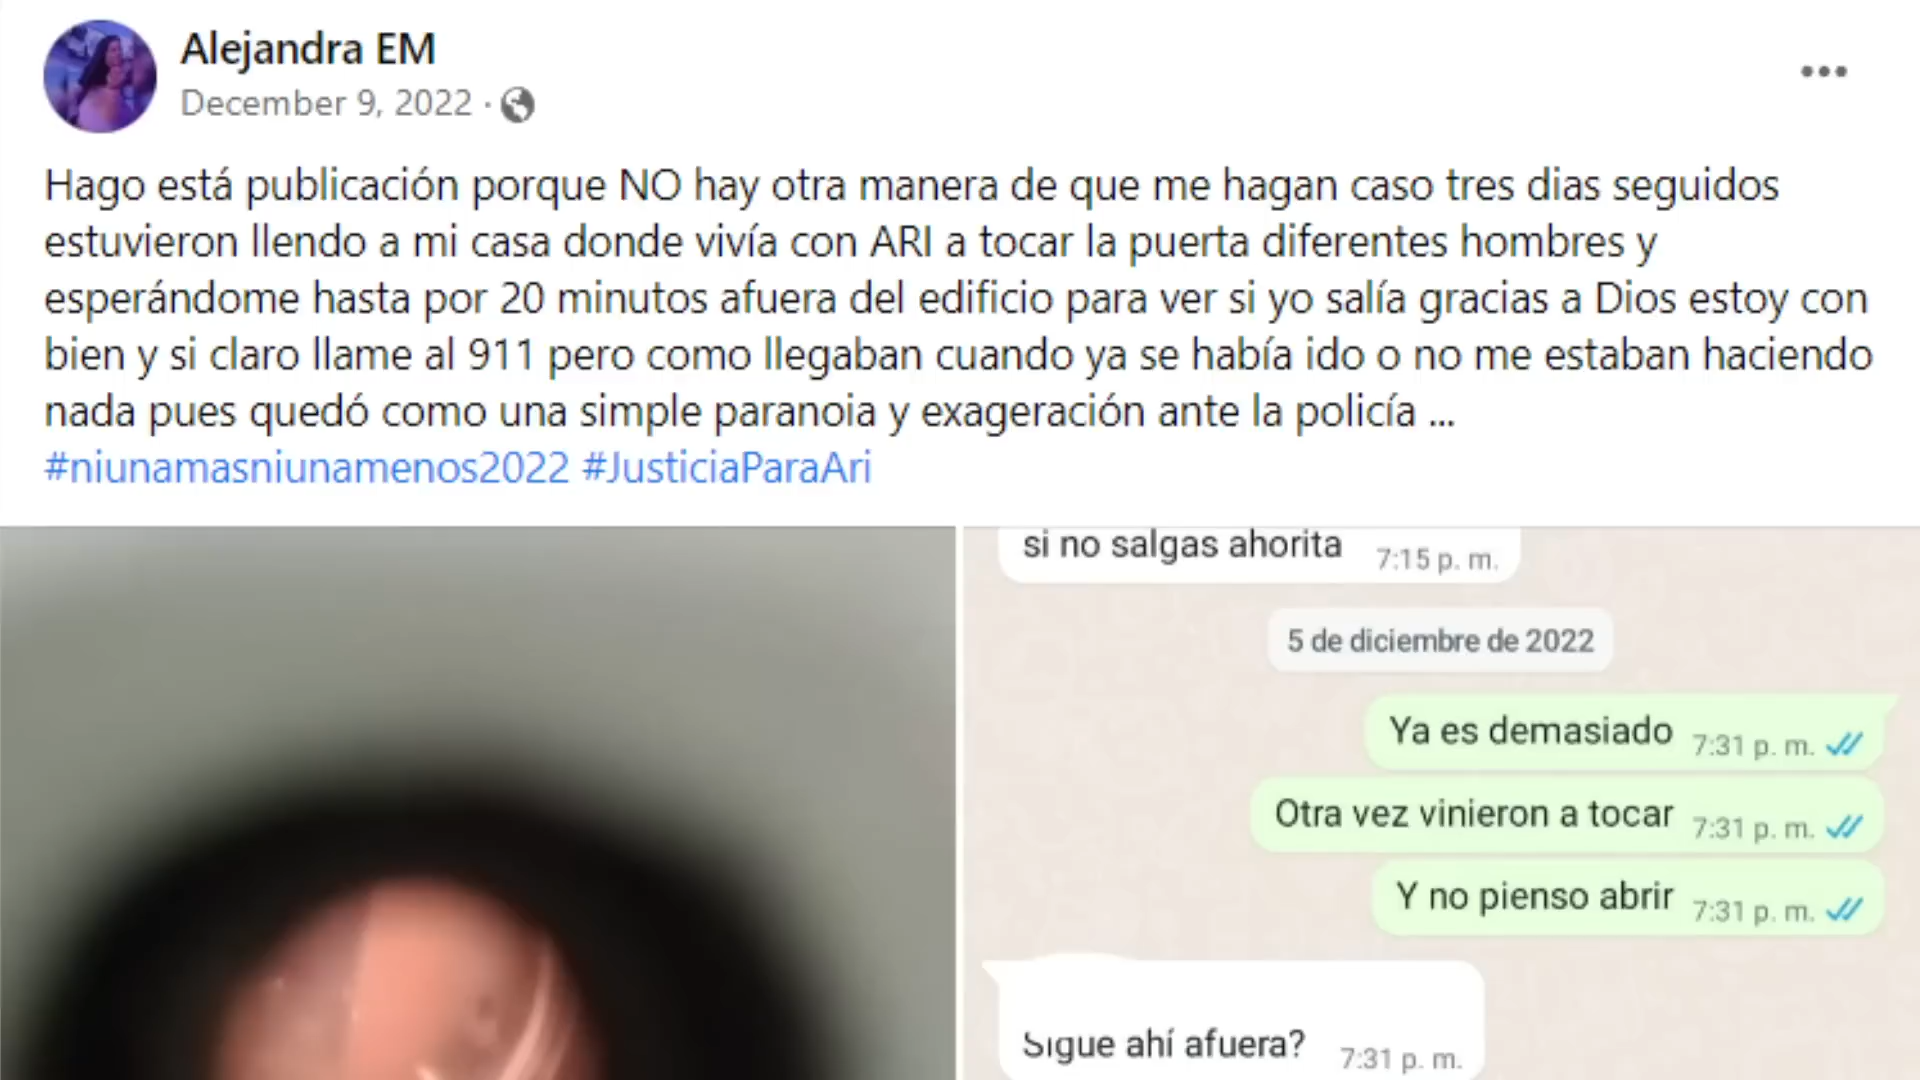 Alejandra EM
December 9, 2022 ·
Hago está publicación porque NO hay otra manera de que me hagan caso tres dias seguidos
estuvieron llendo a mi casa donde vivía con ARI a tocar la puerta diferentes hombres y
esperándome hasta por 20 minutos afuera del edificio para ver si yo salía gracias a Dios estoy con
bien y si claro llame al 911 pero como llegaban cuando ya se había ido o no me estaban haciendo
nada pues quedó como una simple paranoia y exageración ante la policía ...
#niunamasniunamenos2022 #JusticiaParaAri
si no salgas ahorita 7:15 p. m.
5 de diciembre de 2022
Ya es demasiado 7:31 p. m.
Otra vez vinieron a tocar 7:31 p. m.
Y no pienso abrir 7:31 p. m.
Sigue ahí afuera? 7:31 p. m.